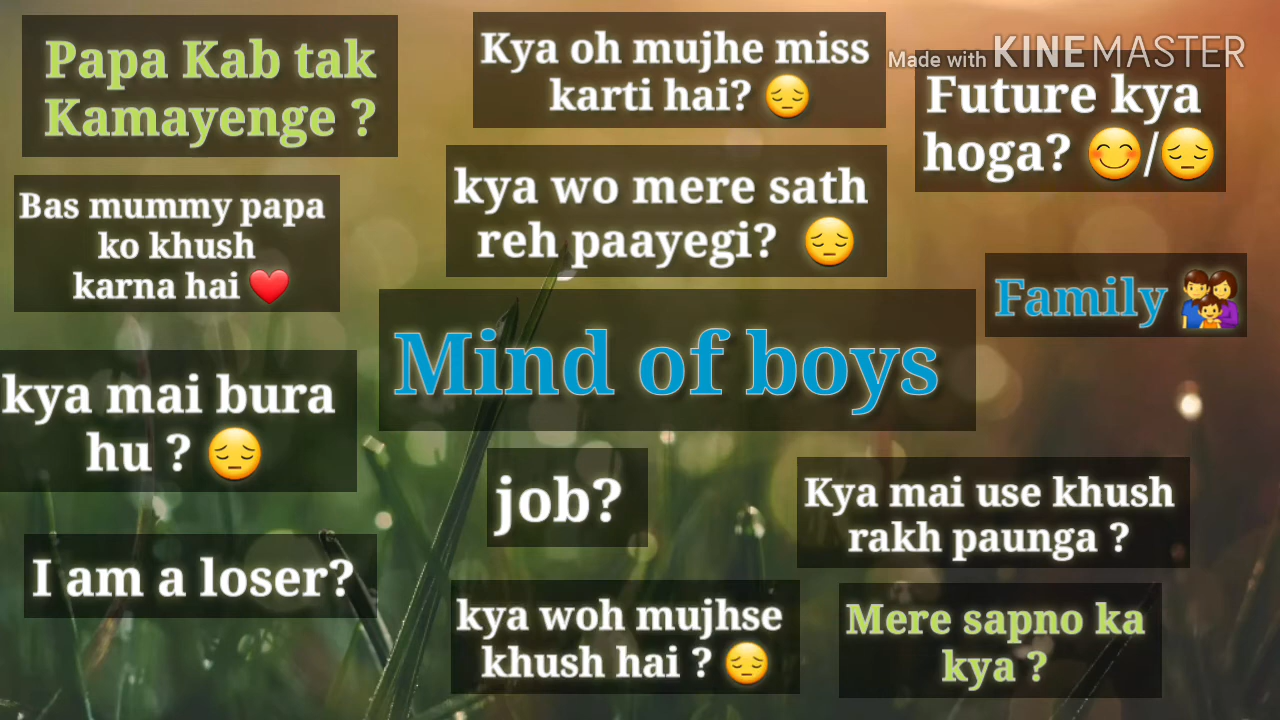 Papa Kab tak
Kamayenge ?
Kya oh mujhe miss
karti hai? 😔
Made with KINEMASTER
Future kya
hoga? 😊/😔
Bas mummy papa
ko khush
karna hai ❤️
kya wo mere sath
reh paayegi? 😔
Family 👨‍👩‍👧
Mind of boys
kya mai bura
hu ? 😔
job?
Kya mai use khush
rakh paunga ?
I am a loser?
kya woh mujhse
khush hai ? 😔
Mere sapno ka
kya ?